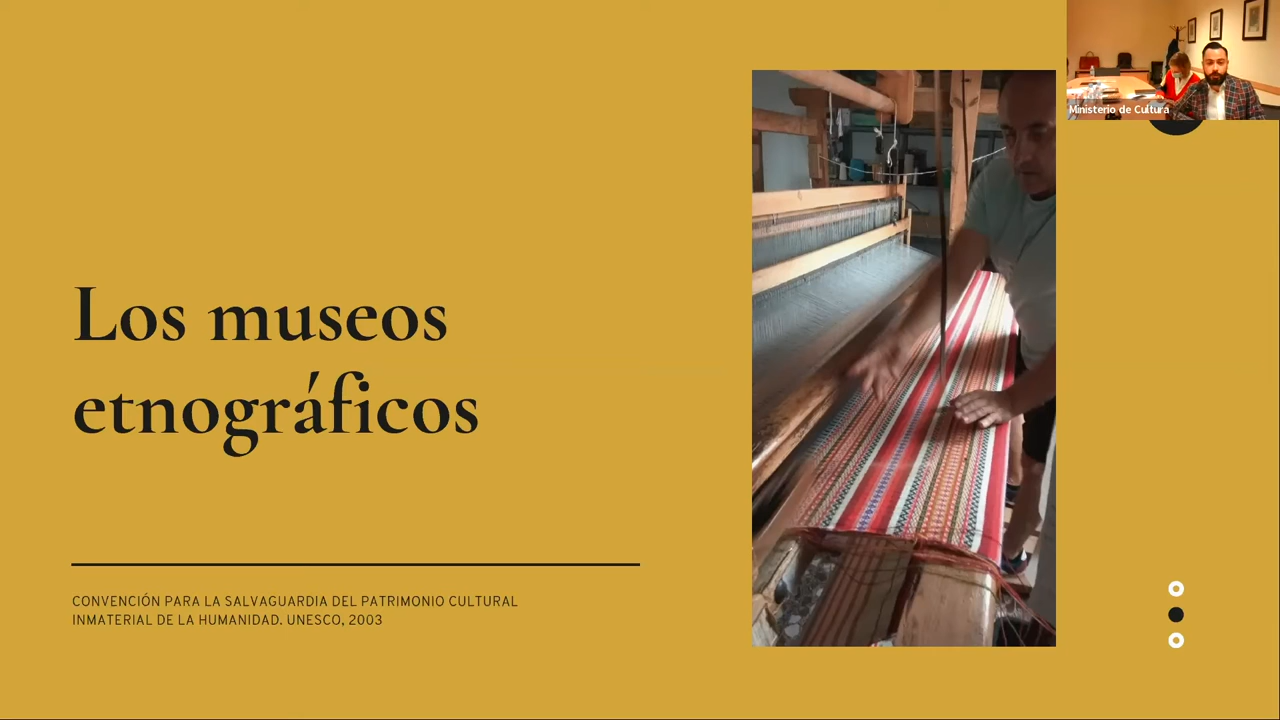 Ministerio de Cultura
Los museos
etnográficos
CONVENCIÓN PARA LA SALVAGUARDIA DEL PATRIMONIO CULTURAL
INMATERIAL DE LA HUMANIDAD. UNESCO, 2003